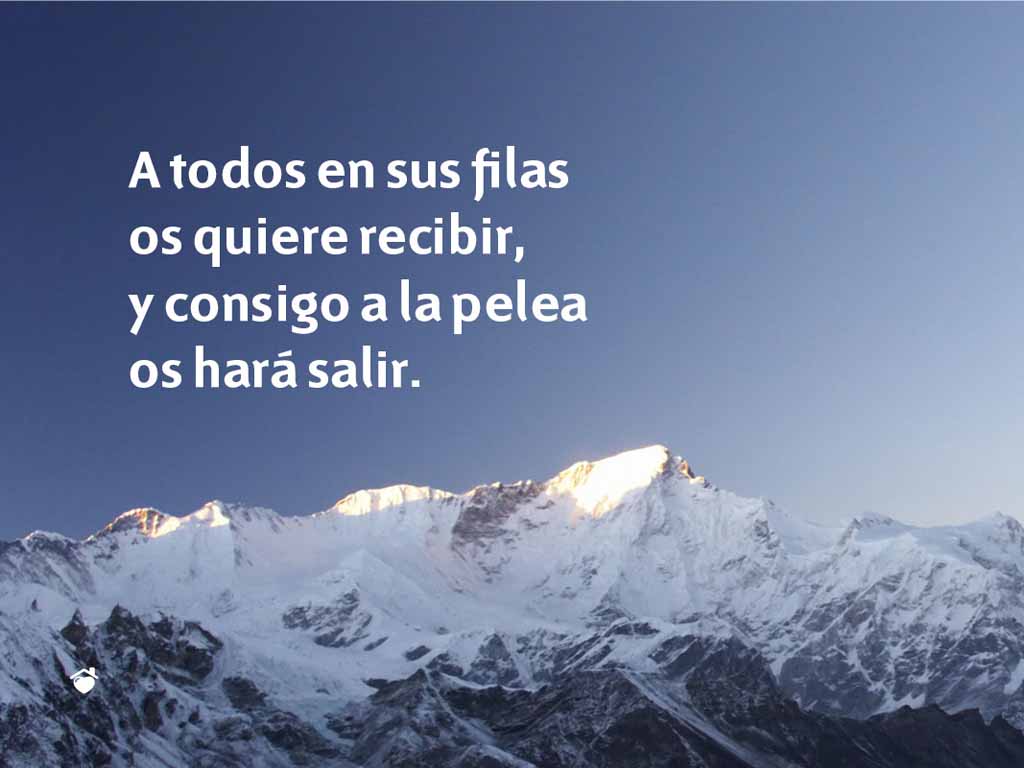 A todos en sus filas
os quiere recibir,
y consigo a la pelea
os hará salir.